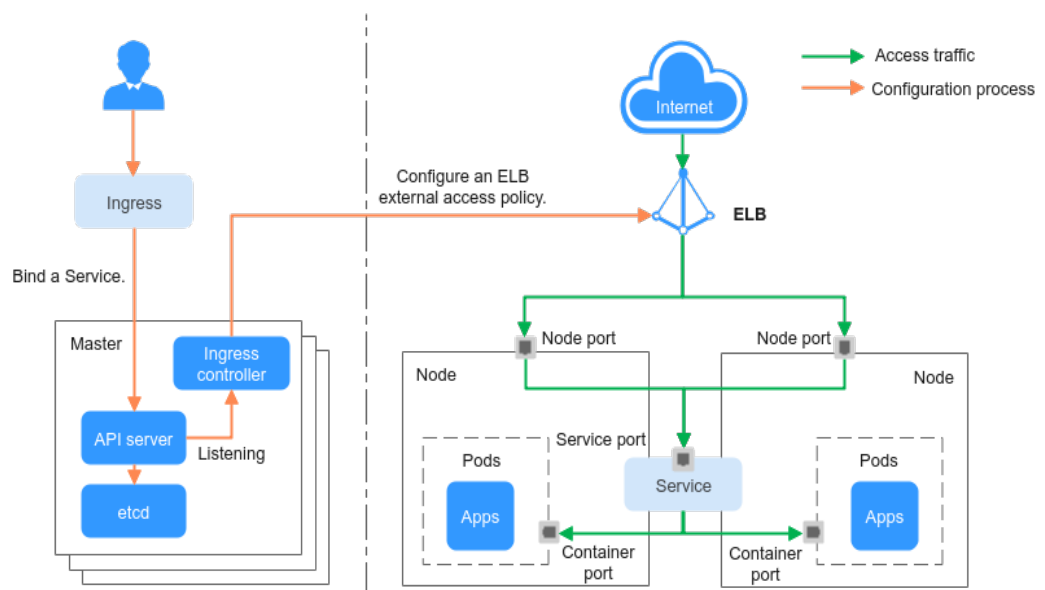 Access traffic
Configuration process
Internet
Configure an ELB
external access policy.
ELB
Ingress
Bind a Service.
Master
Ingress
controller
API server
Listening
etcd
Node port
Node port
Node
Node
Service port
Pods
Pods
Service
Apps
Apps
Container
port
Container
port